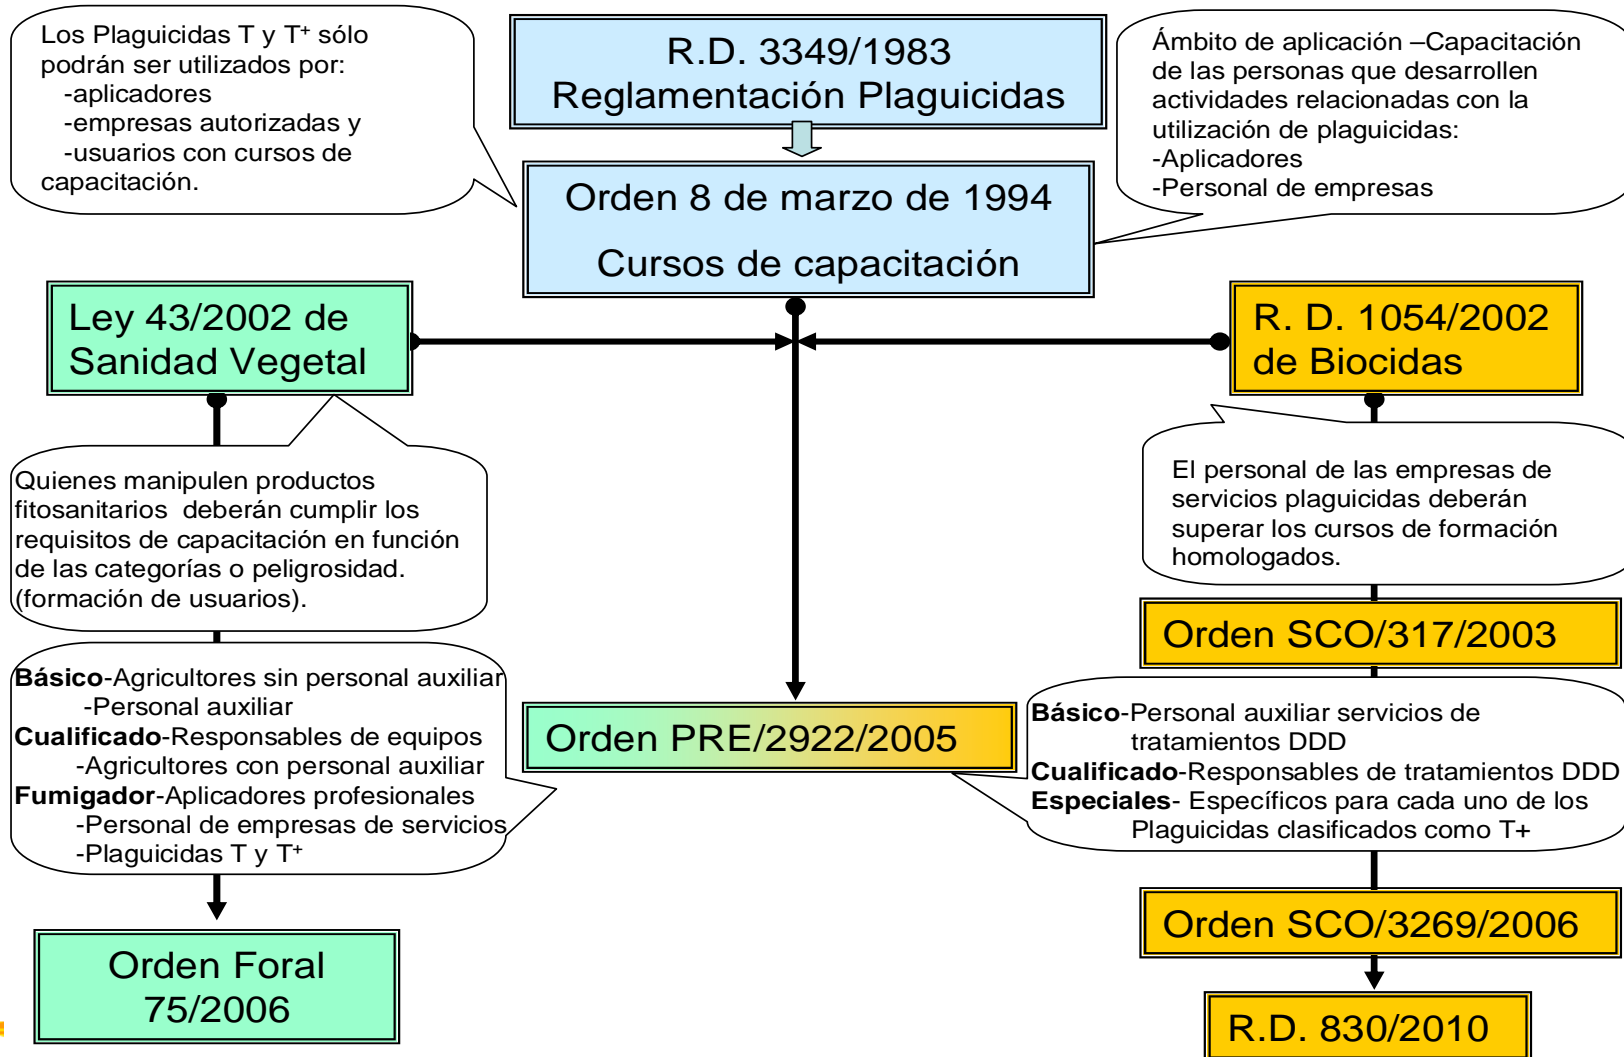 Los Plaguicidas T y T⁺ sólo
podrán ser utilizados por:
-aplicadores
-empresas autorizadas y
-usuarios con cursos de
capacitación.
R.D. 3349/1983
Reglamentación Plaguicidas
Ámbito de aplicación –Capacitación
de las personas que desarrollen
actividades relacionadas con la
utilización de plaguicidas:
-Aplicadores
-Personal de empresas
Orden 8 de marzo de 1994
Cursos de capacitación
Ley 43/2002 de
Sanidad Vegetal
R. D. 1054/2002
de Biocidas
Quienes manipulen productos
fitosanitarios deberán cumplir los
requisitos de capacitación en función
de las categorías o peligrosidad.
(formación de usuarios).
El personal de las empresas de
servicios plaguicidas deberán
superar los cursos de formación
homologados.
Orden SCO/317/2003
Básico-Agricultores sin personal auxiliar
-Personal auxiliar
Cualificado-Responsables de equipos
-Agricultores con personal auxiliar
Fumigador-Aplicadores profesionales
-Personal de empresas de servicios
-Plaguicidas T y T⁺
Orden PRE/2922/2005
Básico-Personal auxiliar servicios de
tratamientos DDD
Cualificado-Responsables de tratamientos DDD
Especiales- Específicos para cada uno de los
Plaguicidas clasificados como T+
Orden Foral
75/2006
Orden SCO/3269/2006
R.D. 830/2010